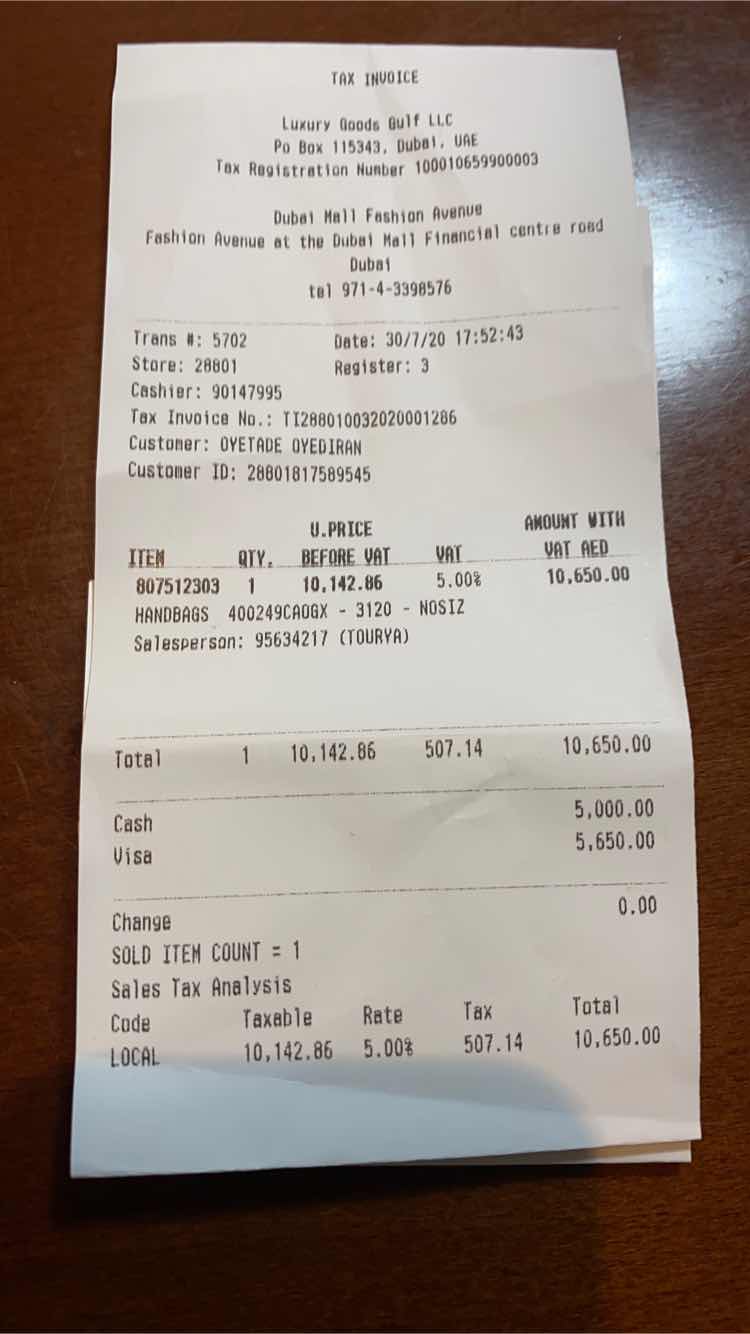 TAX INVOICE
Luxury Goods Gulf LLC
Po Box 115343, Dubai, UAE
Tax Registration Number 100010659900003
Dubai Mall Fashion Avenue
Fashion Avenue at the Dubai Mall Financial centre road
Dubai
tel 971-4-3398576
Trans #: 5702 Date: 30/7/20 17:52:43
Store: 28801 Register: 3
Cashier: 90147995
Tax Invoice No.: TI288010032020001286
Customer: OYETADE OYEDIRAN
Customer ID: 28801817589545
U.PRICE AMOUNT WITH
ITEM QTY. BEFORE VAT VAT VAT AED
807512303 1 10,142.86 5.00% 10,650.00
HANDBAGS 400249CAOGX - 3120 - NOSIZ
Salesperson: 95634217 (TOURYA)
Total 1 10,142.86 507.14 10,650.00
Cash 5,000.00
Visa 5,650.00
Change 0.00
SOLD ITEM COUNT = 1
Sales Tax Analysis
Code Taxable Rate Tax Total
LOCAL 10,142.86 5.00% 507.14 10,650.00